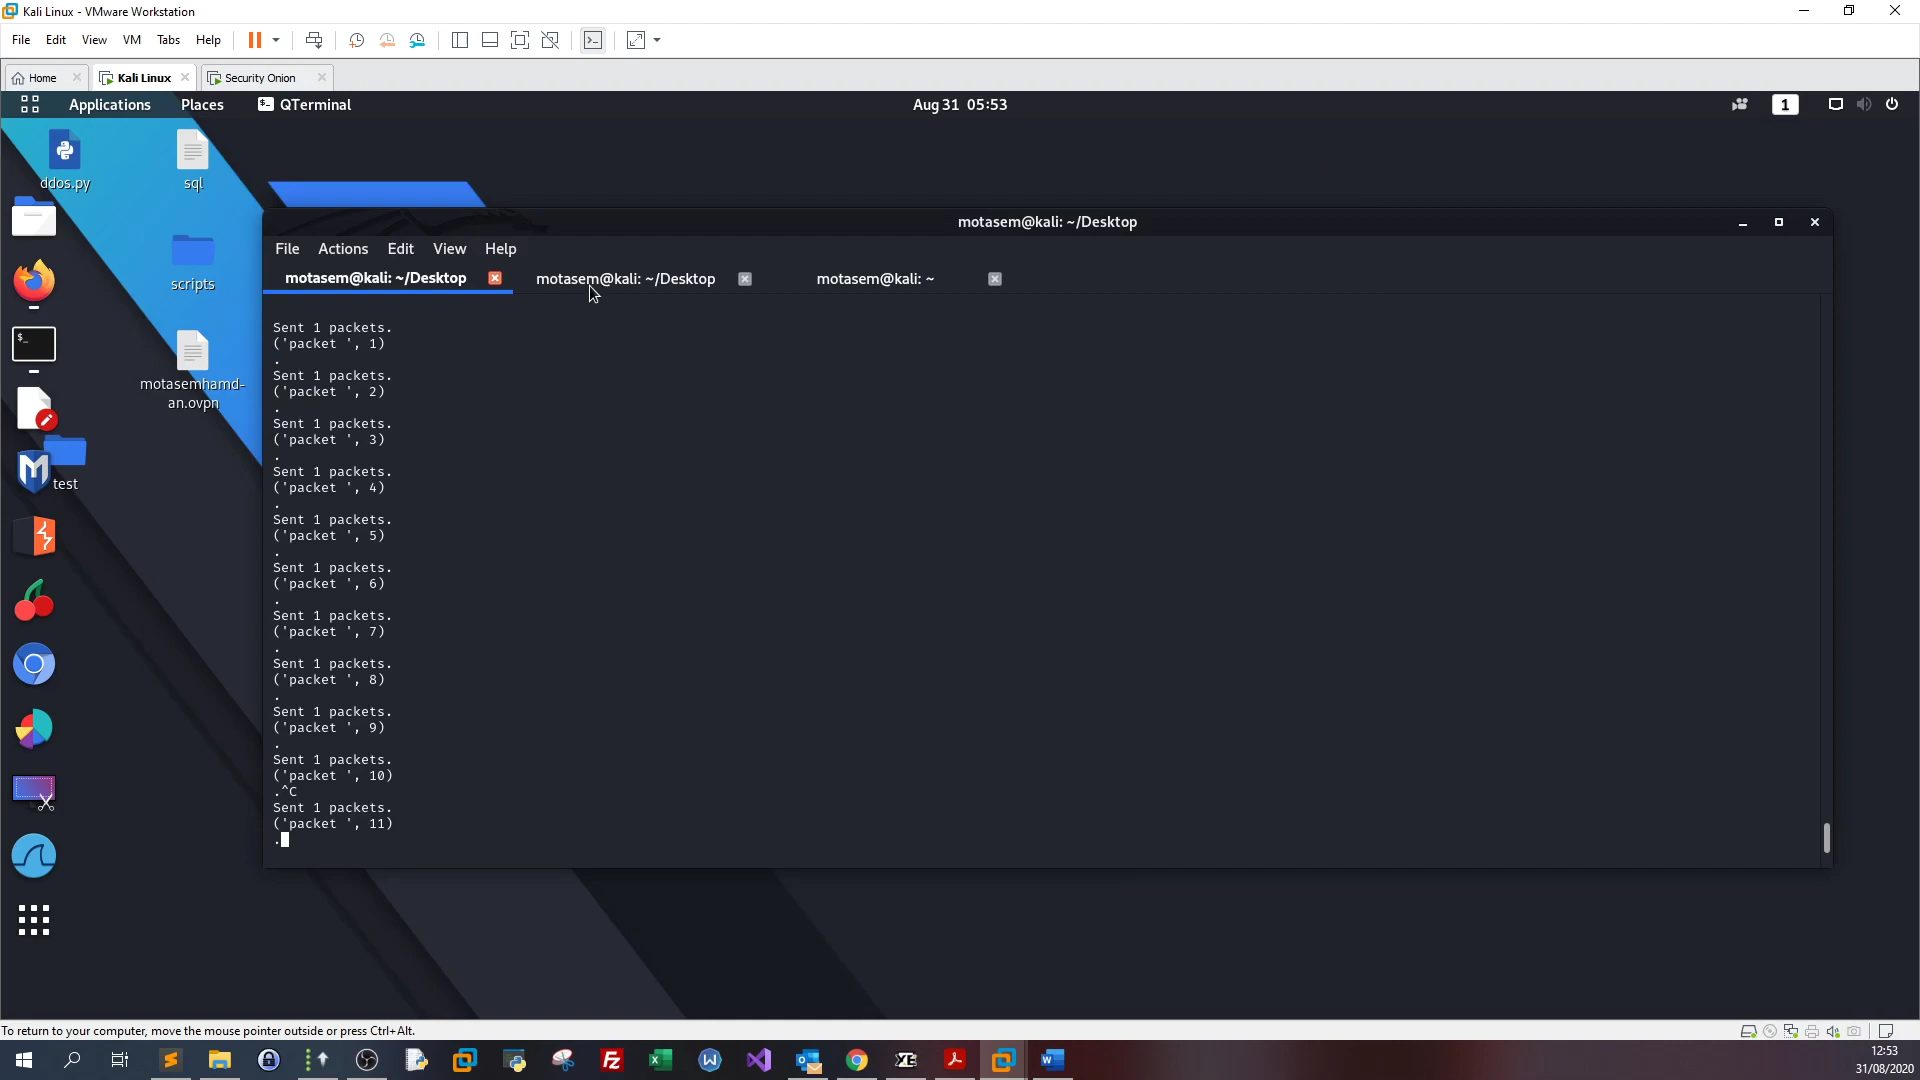 Kali Linux - VMware Workstation
File Edit View VM Tabs Help
Home Kali Linux Security Onion
Applications Places QTerminal Aug 31 05:53 1
ddos.py sql
motasem@kali: ~/Desktop
File Actions Edit View Help
motasem@kali: ~/Desktop motasem@kali: ~/Desktop motasem@kali: ~
scripts
motasemhamd-
an.ovpn
test
Sent 1 packets.
('packet ', 1)
.
Sent 1 packets.
('packet ', 2)
.
Sent 1 packets.
('packet ', 3)
.
Sent 1 packets.
('packet ', 4)
.
Sent 1 packets.
('packet ', 5)
.
Sent 1 packets.
('packet ', 6)
.
Sent 1 packets.
('packet ', 7)
.
Sent 1 packets.
('packet ', 8)
.
Sent 1 packets.
('packet ', 9)
.
Sent 1 packets.
('packet ', 10)
.^C
Sent 1 packets.
('packet ', 11)
.
To return to your computer, move the mouse pointer outside or press Ctrl+Alt.
12:53
31/08/2020